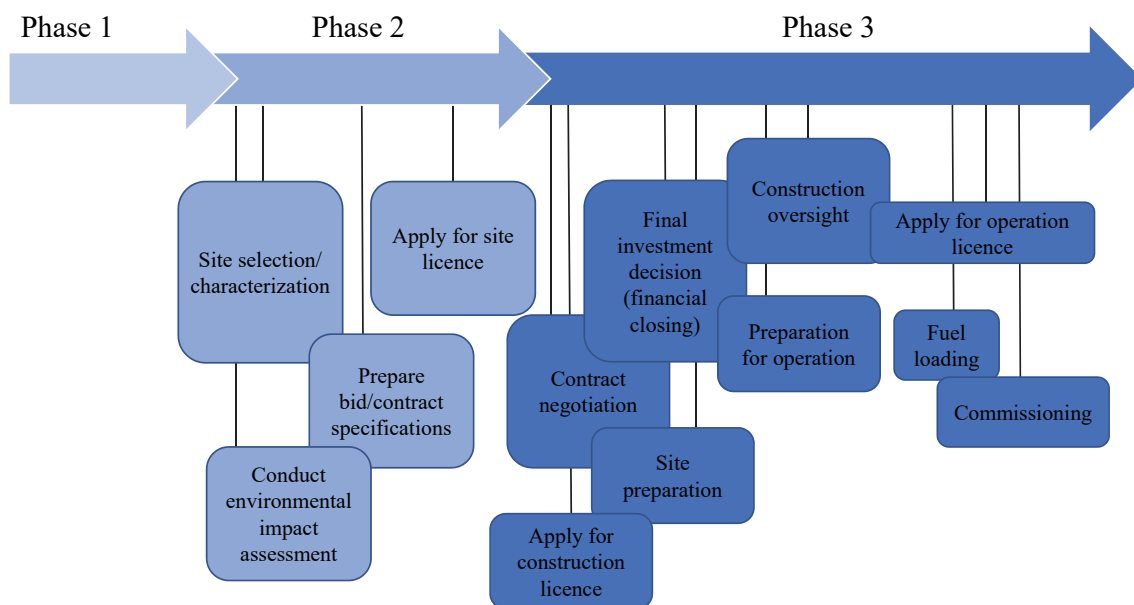 Phase 1
Phase 2
Phase 3
Site selection/
characterization
Apply for site
licence
Prepare
bid/contract
specifications
Conduct
environmental
impact
assessment
Final
investment
decision
(financial
closing)
Contract
negotiation
Site
preparation
Apply for
construction
licence
Construction
oversight
Preparation
for operation
Apply for operation
licence
Fuel
loading
Commissioning